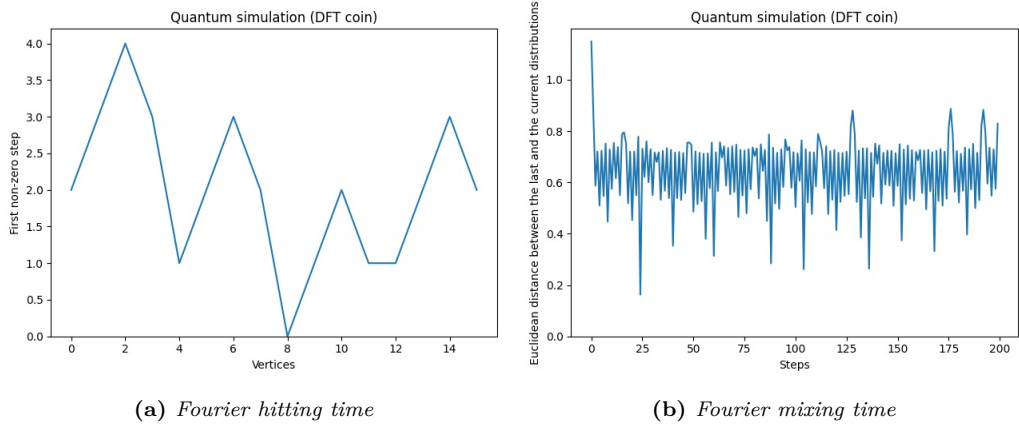 Quantum simulation (DFT coin)
First non-zero step
4.0
3.5
3.0
2.5
2.0
1.5
1.0
0.5
0.0
0 2 4 6 8 10 12 14
Vertices
(a) Fourier hitting time
Quantum simulation (DFT coin)
Euclidean distance between the last and the current distributions
1.0
0.8
0.6
0.4
0.2
0.0
0 25 50 75 100 125 150 175 200
Steps
(b) Fourier mixing time